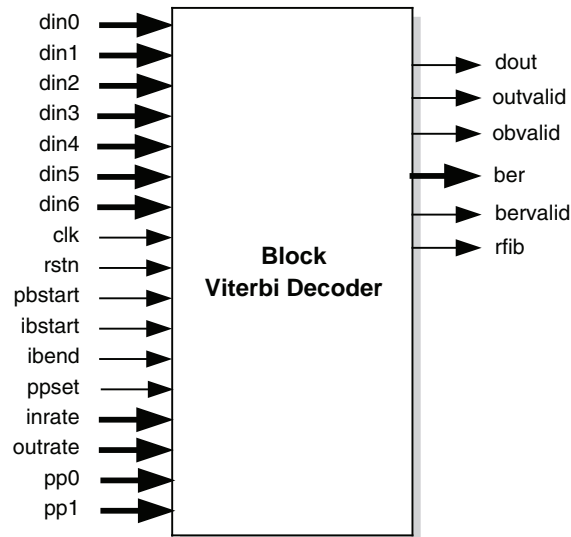 din0
din1
din2
din3
din4
din5
din6
clk
rstn
pbstart
ibstart
ibend
ppset
inrate
outrate
pp0
pp1
Block
Viterbi Decoder
dout
outvalid
obvalid
ber
bervalid
rfib